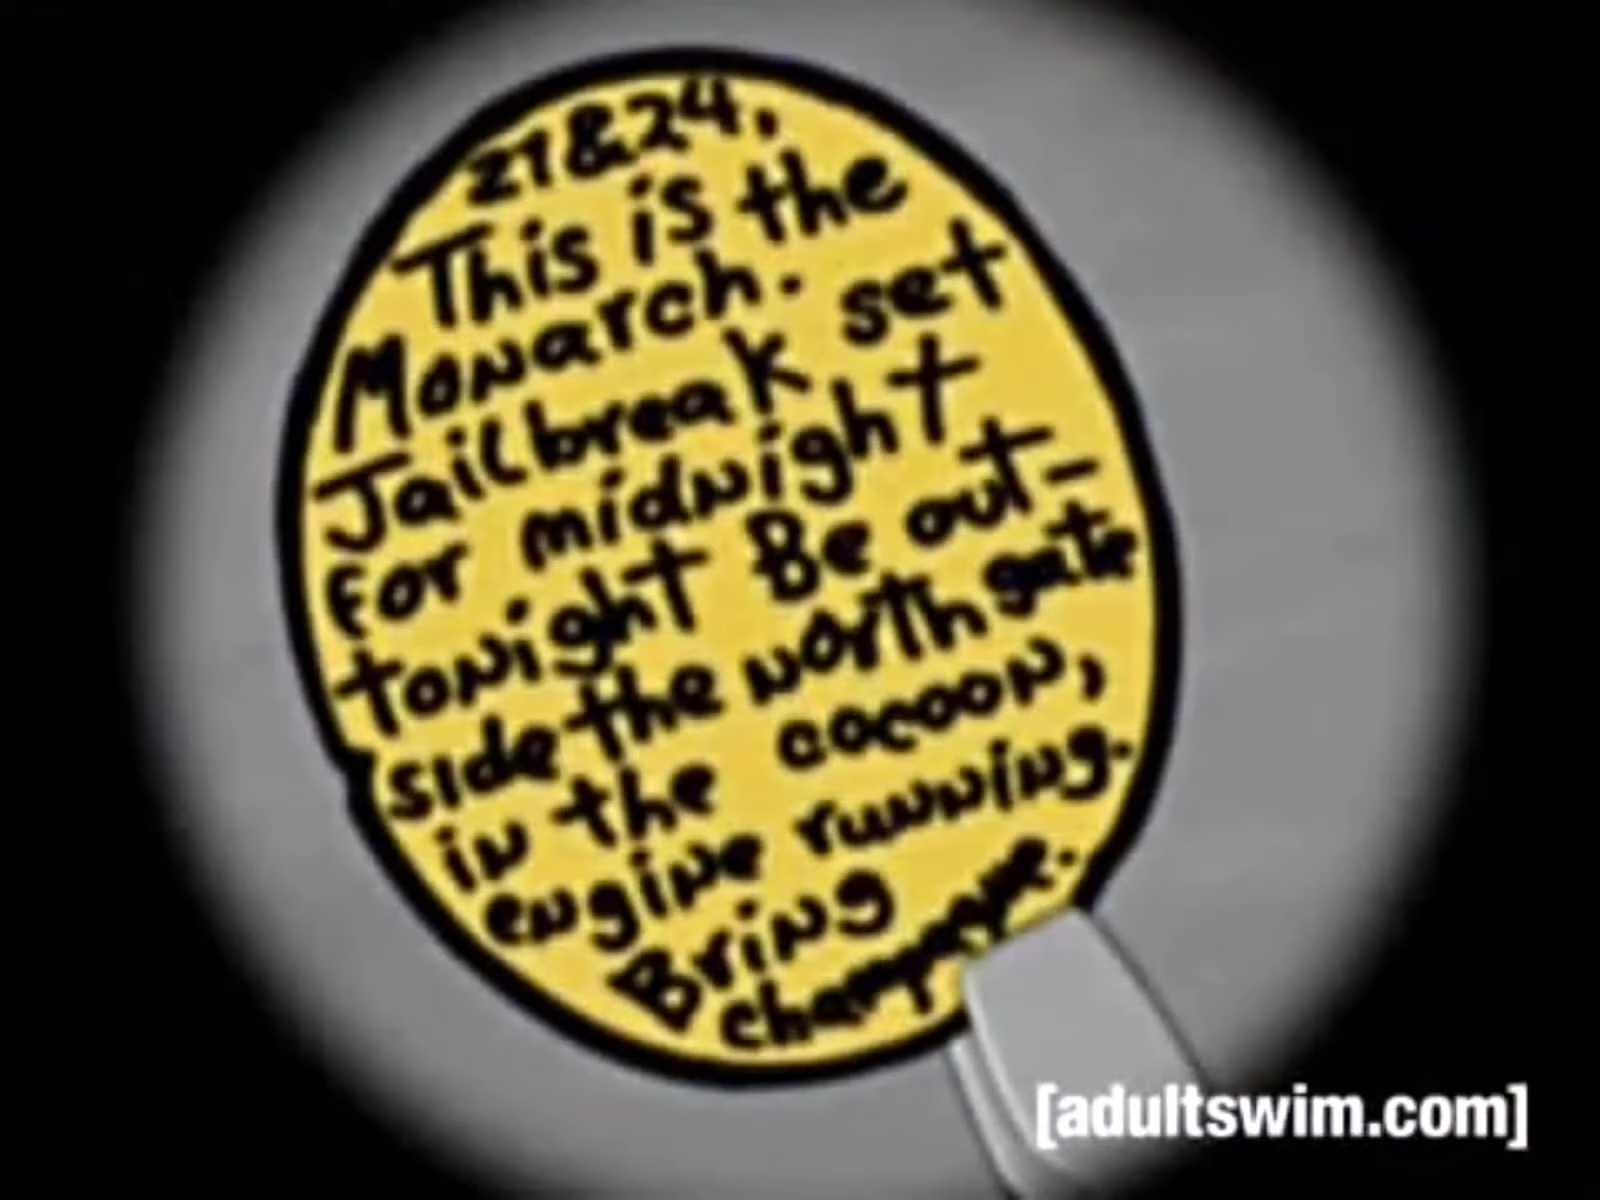 21 & 24,
This is the
Monarch.
Jailbreak set
for midnight
tonight Be out-
side the north gate
in the cocoon,
engine running.
Bring
champagne.
[adultswim.com]